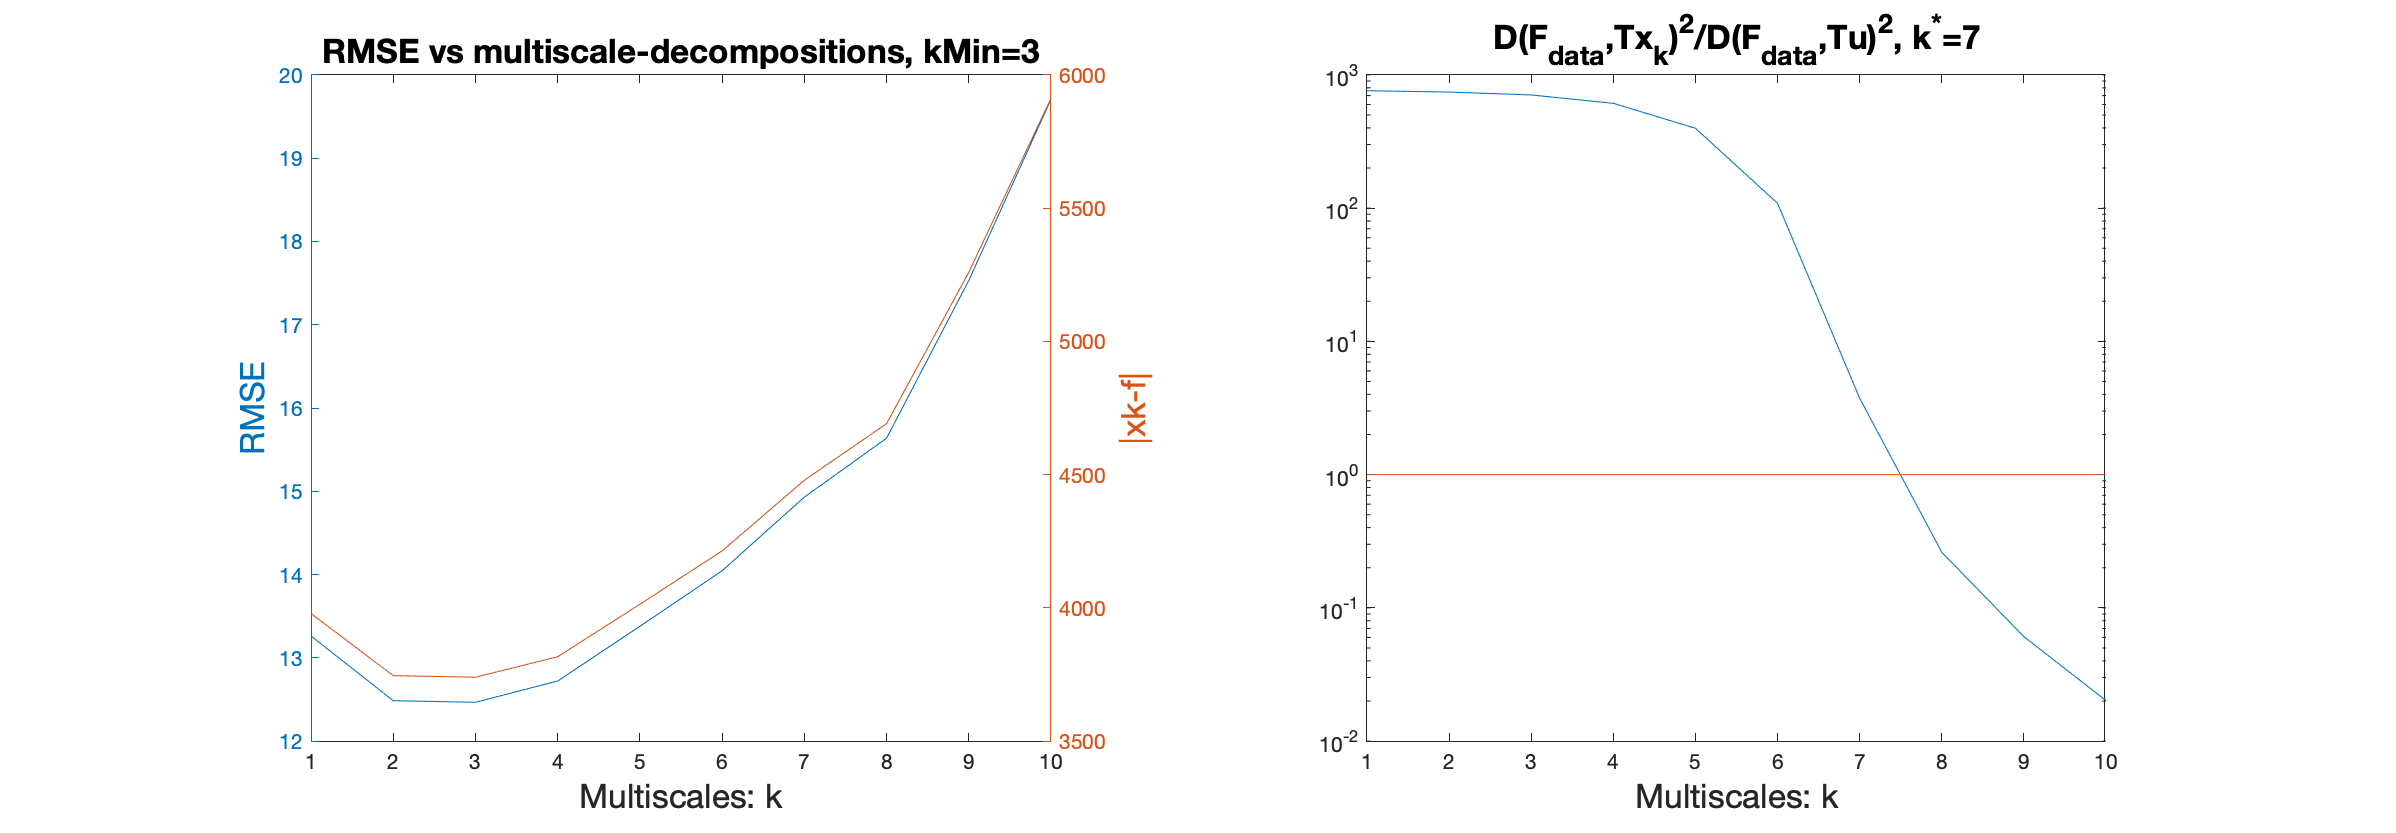 RMSE vs multiscale-decompositions, kMin=3
20
19
18
17
16
15
14
13
12
RMSE
6000
5500
5000
4500
4000
3500
|xk-f|
1 2 3 4 5 6 7 8 9 10
Multiscales: k
D(F_data,Tx_k)^2/D(F_data,Tu)^2, k^*=7
10^3
10^2
10^1
10^0
10^-1
10^-2
1 2 3 4 5 6 7 8 9 10
Multiscales: k